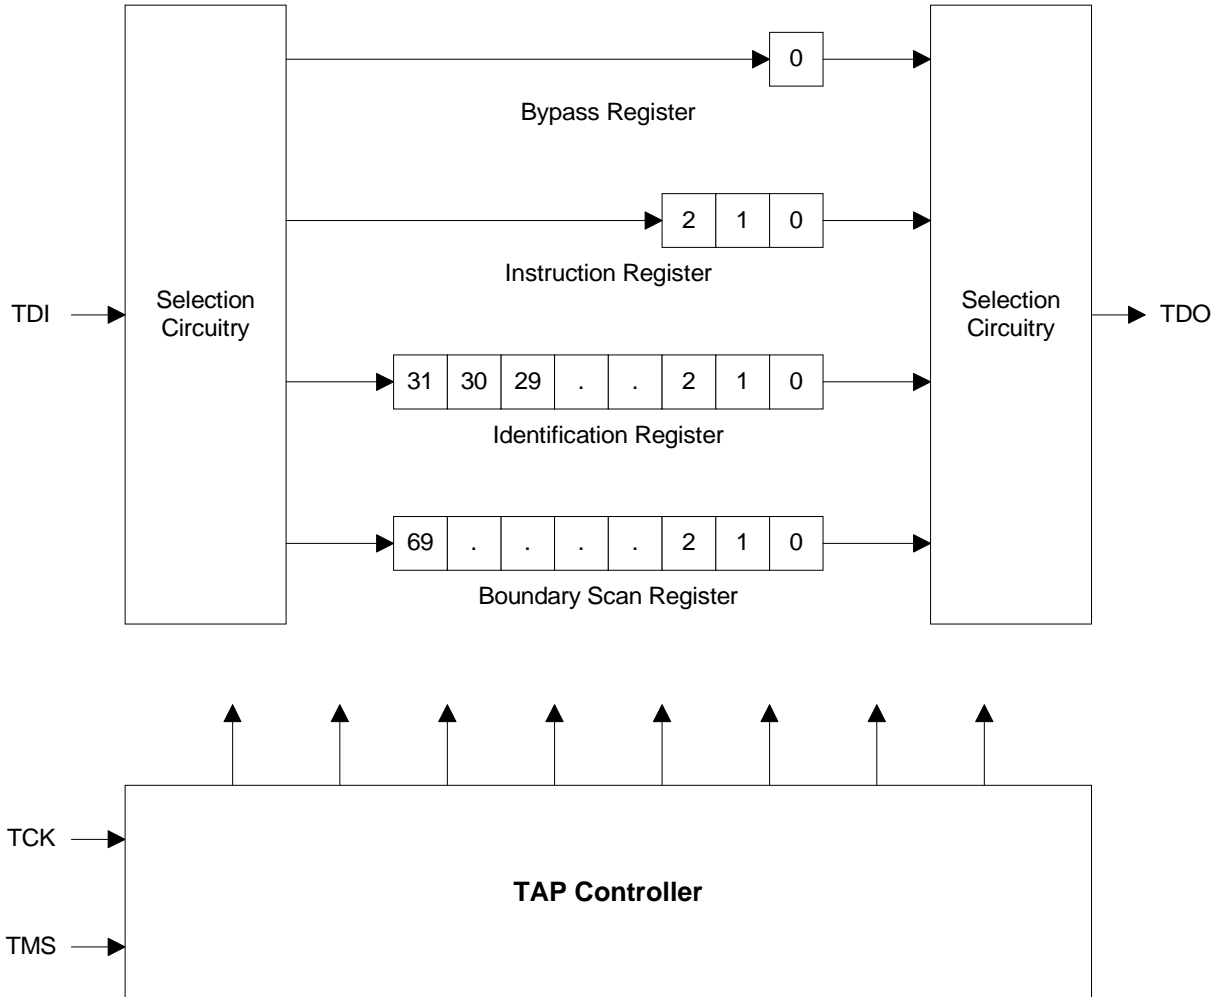 0
Bypass Register
2 1 0
Instruction Register
TDI
Selection
Circuitry
Selection
Circuitry
TDO
31 30 29 . . 2 1 0
Identification Register
69 . . . . 2 1 0
Boundary Scan Register
TCK
TAP Controller
TMS